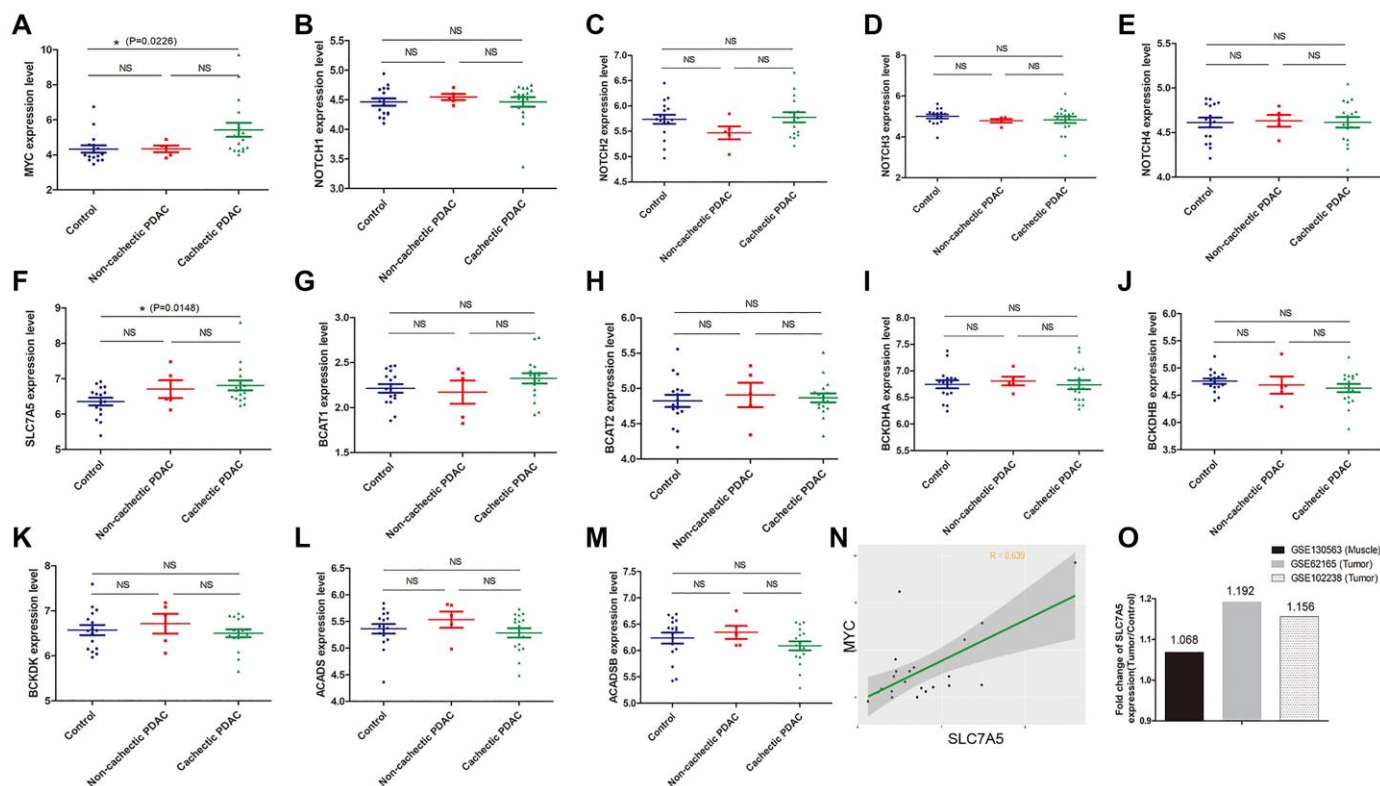 A
MYC expression level
* (P=0.0226)
NS
NS
10
8
6
4
2
Control
Non-cachectic PDAC
Cachectic PDAC
B
NOTCH1 expression level
NS
NS
NS
5.5
5.0
4.5
4.0
3.5
3.0
Control
Non-cachectic PDAC
Cachectic PDAC
C
NOTCH2 expression level
NS
NS
NS
7.0
6.5
6.0
5.5
5.0
4.5
Control
Non-cachectic PDAC
Cachectic PDAC
D
NOTCH3 expression level
NS
NS
NS
8
6
4
2
Control
Non-cachectic PDAC
Cachectic PDAC
E
NOTCH4 expression level
NS
NS
NS
5.5
5.0
4.5
4.0
Control
Non-cachectic PDAC
Cachectic PDAC
F
SLC7A5 expression level
* (P=0.0148)
NS
NS
9
8
7
6
5
Control
Non-cachectic PDAC
Cachectic PDAC
G
BCAT1 expression level
NS
NS
NS
3.0
2.7
2.4
2.1
1.8
1.5
Control
Non-cachectic PDAC
Cachectic PDAC
H
BCAT2 expression level
NS
NS
NS
6.0
5.5
5.0
4.5
4.0
Control
Non-cachectic PDAC
Cachectic PDAC
I
BCKDHA expression level
NS
NS
NS
8.0
7.5
7.0
6.5
6.0
5.5
Control
Non-cachectic PDAC
Cachectic PDAC
J
BCKDHB expression level
NS
NS
NS
6.0
5.5
5.0
4.5
4.0
3.5
Control
Non-cachectic PDAC
Cachectic PDAC
K
BCKDK expression level
NS
NS
NS
8.0
7.5
7.0
6.5
6.0
5.5
5.0
Control
Non-cachectic PDAC
Cachectic PDAC
L
ACADS expression level
NS
NS
NS
6.5
6.0
5.5
5.0
4.5
4.0
Control
Non-cachectic PDAC
Cachectic PDAC
M
ACADSB expression level
NS
NS
NS
7.5
7.0
6.5
6.0
5.5
5.0
Control
Non-cachectic PDAC
Cachectic PDAC
N
R = 0.639
MYC
SLC7A5
O
GSE130563 (Muscle)
GSE62165 (Tumor)
GSE102238 (Tumor)
Fold change of SLC7A5
expression(Tumor/Control)
1.2
1.1
1.0
0.9
1.068
1.192
1.156